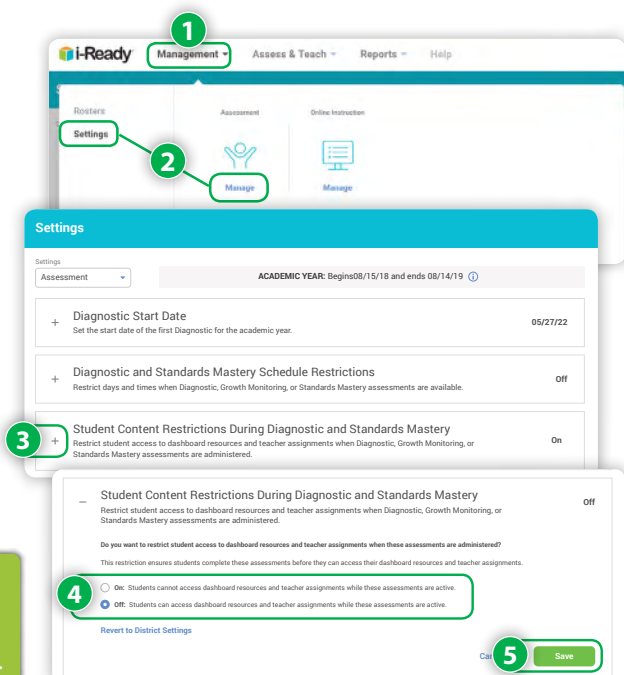 1
i-Ready Management Assess & Teach Reports Help
Rosters
Settings
Assessment Online Instruction
2
Manage Manage
Settings
Settings
Assessment
ACADEMIC YEAR: Begins08/15/18 and ends 08/14/19
Diagnostic Start Date
Set the start date of the first Diagnostic for the academic year.
05/27/22
Diagnostic and Standards Mastery Schedule Restrictions
Restrict days and times when Diagnostic, Growth Monitoring, or Standards Mastery assessments are available.
Off
3
+ Student Content Restrictions During Diagnostic and Standards Mastery
Restrict student access to dashboard resources and teacher assignments when Diagnostic, Growth Monitoring, or
Standards Mastery assessments are administered.
On
Student Content Restrictions During Diagnostic and Standards Mastery
Restrict student access to dashboard resources and teacher assignments when Diagnostic, Growth Monitoring, or
Standards Mastery assessments are administered.
Off
Do you want to restrict student access to dashboard resources and teacher assignments when these assessments are administered?
This restriction ensures students complete these assessments before they can access their dashboard resources and teacher assignments.
4
On: Students cannot access dashboard resources and teacher assignments while these assessments are active.
Off: Students can access dashboard resources and teacher assignments while these assessments are active.
Revert to District Settings
5
Save